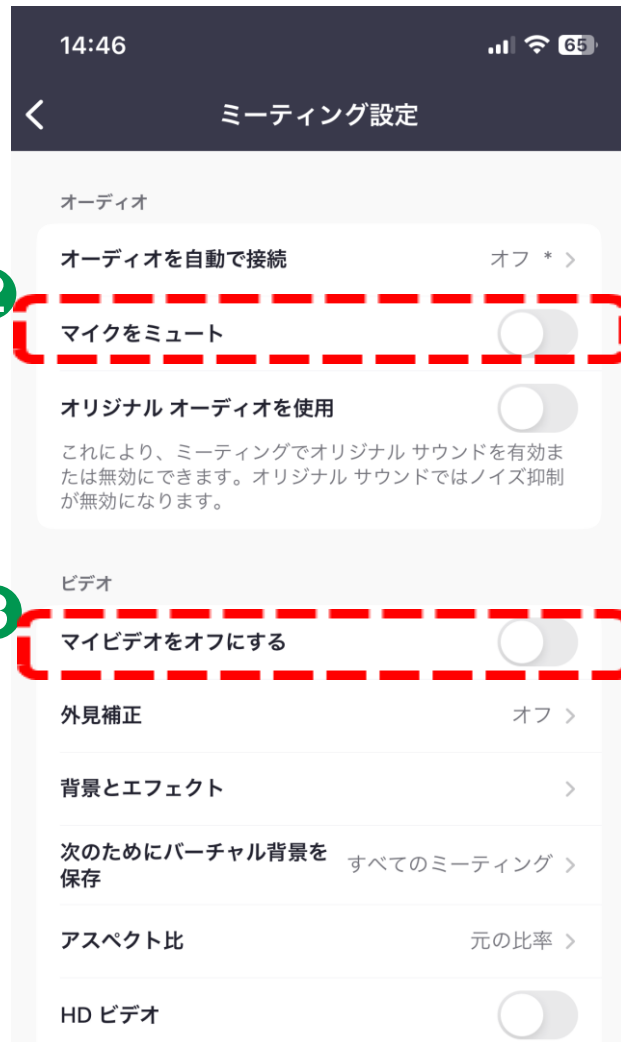 14:46
65
ミーティング設定
オーディオ
オーディオを自動で接続 オフ * >
2
マイクをミュート
オリジナル オーディオを使用
これにより、ミーティングでオリジナル サウンドを有効ま
たは無効にできます。オリジナル サウンドではノイズ抑制
が無効になります。
ビデオ
3
マイビデオをオフにする
外見補正 オフ >
背景とエフェクト >
次のためにバーチャル背景を
保存 すべてのミーティング >
アスペクト比 元の比率 >
HD ビデオ